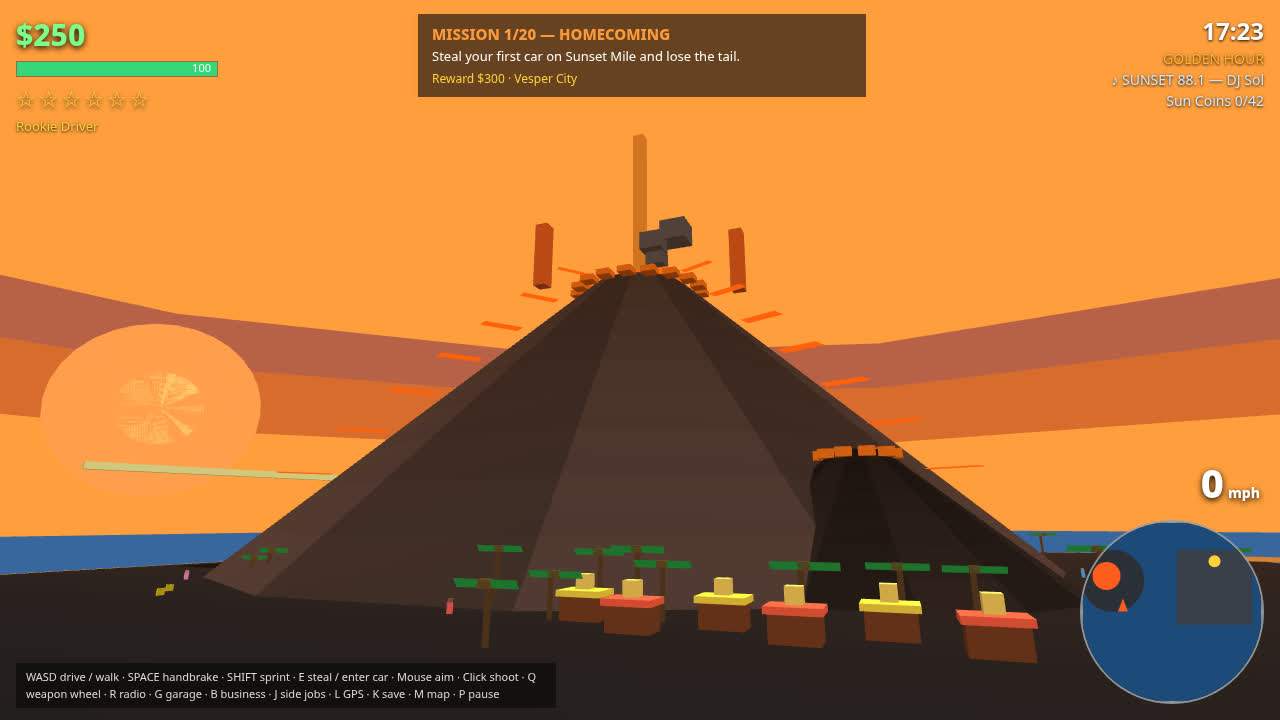 $250
100
Rookie Driver
MISSION 1/20 — HOMECOMING
Steal your first car on Sunset Mile and lose the tail.
Reward $300 · Vesper City
17:23
GOLDEN HOUR
♪ SUNSET 88.1 — DJ Sol
Sun Coins 0/42
0 mph
WASD drive / walk · SPACE handbrake · SHIFT sprint · E steal / enter car · Mouse aim · Click shoot · Q
weapon wheel · R radio · G garage · B business · J side jobs · L GPS · K save · M map · P pause